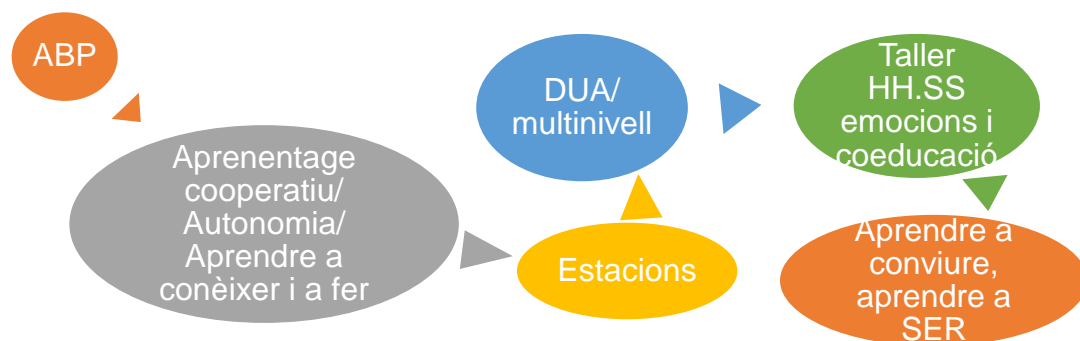 ABP
Aprenentage
cooperatiu/
Autonomia/
Aprendre a
conèixer i a fer
Estacions
DUA/
multinivell
Taller
HH.SS
emocions i
coeducació
Aprendre a
conviure,
aprendre a
SER